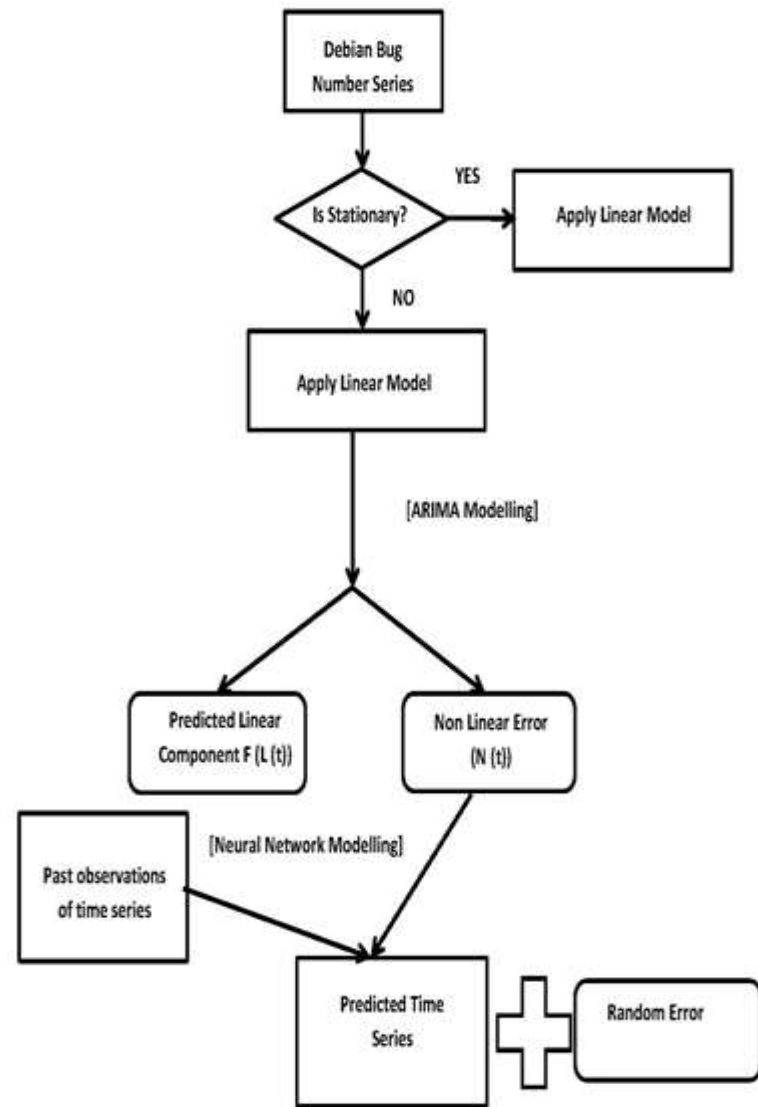 Debian Bug
Number Series
YES
Is Stationary?
Apply Linear Model
NO
Apply Linear Model
[ARIMA Modelling]
Predicted Linear
Component F (L (t))
Non Linear Error
(N (t))
[Neural Network Modelling]
Past observations
of time series
Predicted Time
Series
Random Error